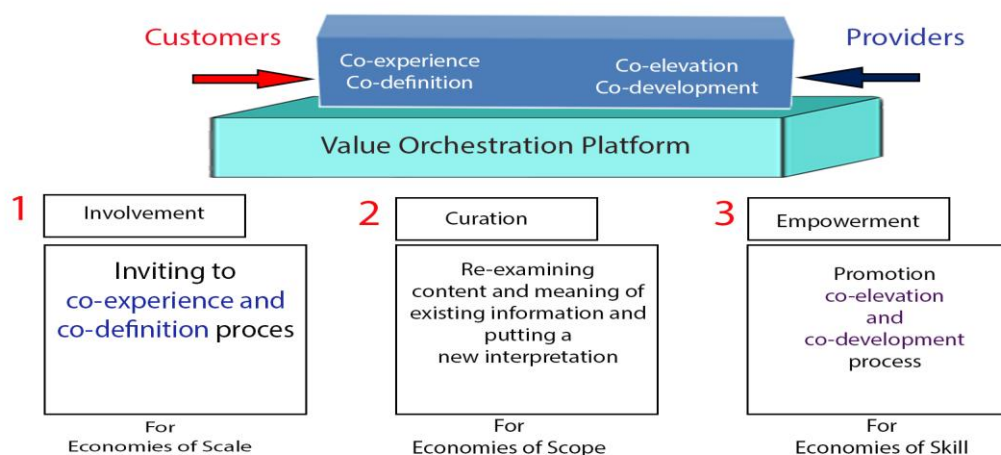 Customers
Providers
Co-experience
Co-definition
Co-elevation
Co-development
Value Orchestration Platform
1
Involvement
Inviting to
co-experience and
co-definition proces
For
Economies of Scale
2
Curation
Re-examining
content and meaning of
existing information and
putting a
new interpretation
For
Economies of Scope
3
Empowerment
Promotion
co-elevation
and
co-development
process
For
Economies of Skill